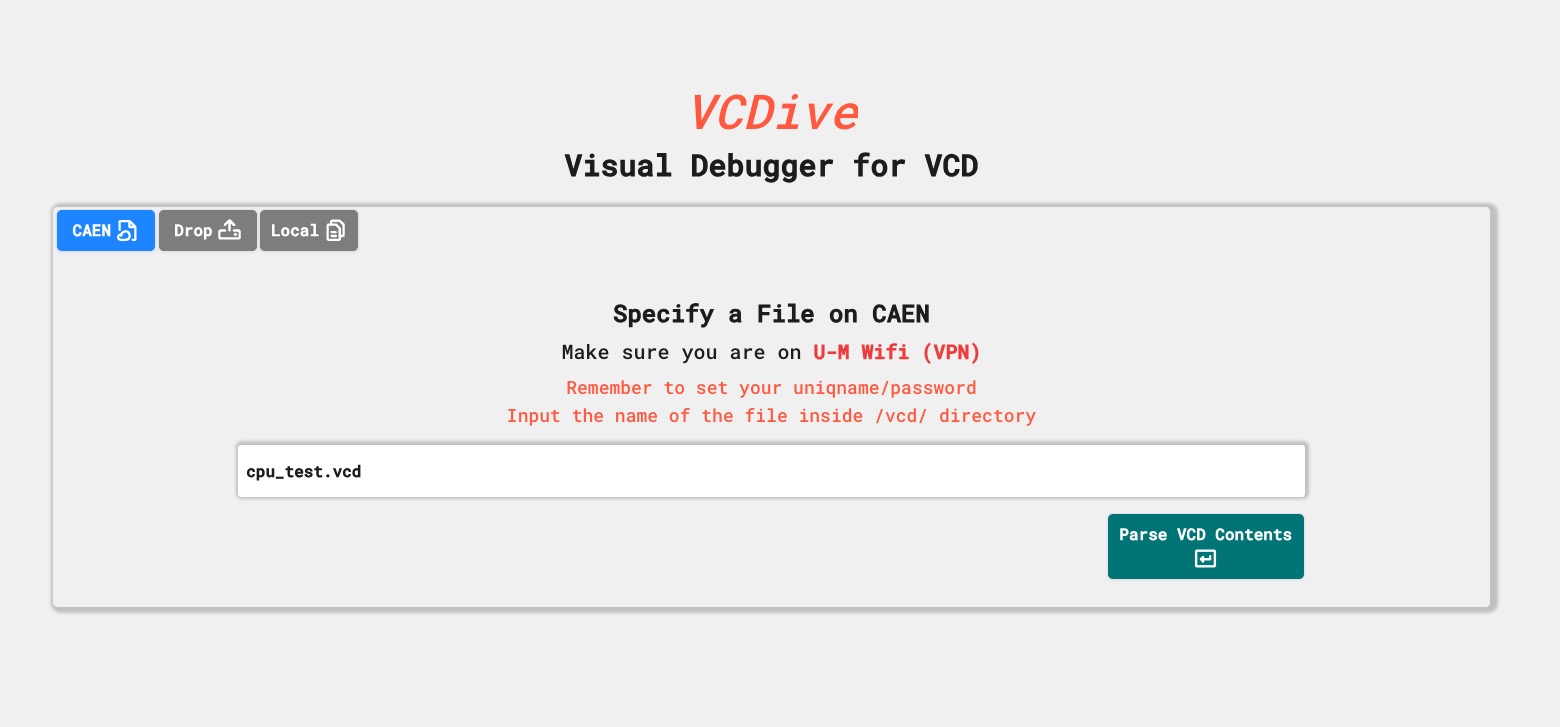 VCDive
Visual Debugger for VCD
CAEN
Drop
Local
Specify a File on CAEN
Make sure you are on U-M Wifi (VPN)
Remember to set your uniqname/password
Input the name of the file inside /vcd/ directory
cpu_test.vcd
Parse VCD Contents